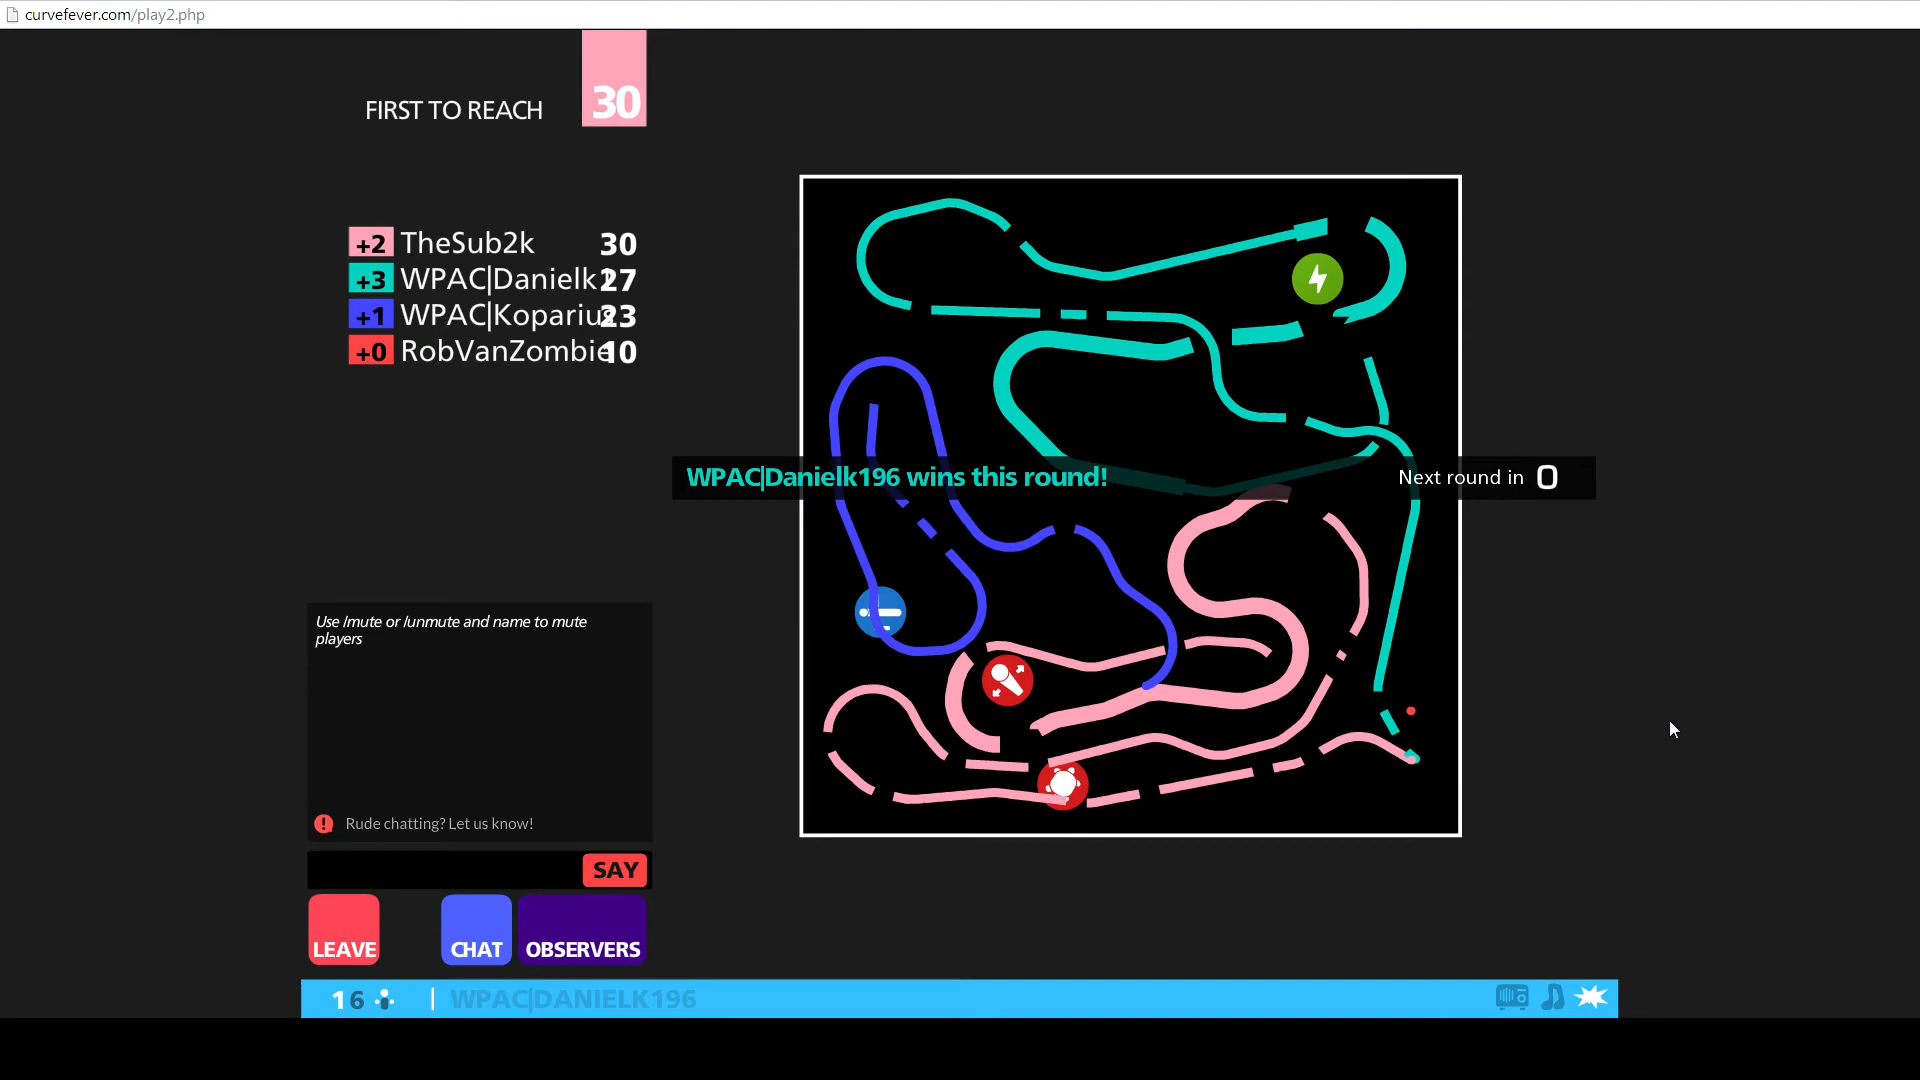 curvefever.com/play2.php
FIRST TO REACH
30
+2 TheSub2k 30
+3 WPAC|Danielk 27
+1 WPAC|Koparius 23
+0 RobVanZombie 10
WPAC|Danielk196 wins this round!
Next round in 0
Use /mute or /unmute and name to mute
players
Rude chatting? Let us know!
SAY
LEAVE
CHAT
OBSERVERS
16
WPAC|DANIELK196